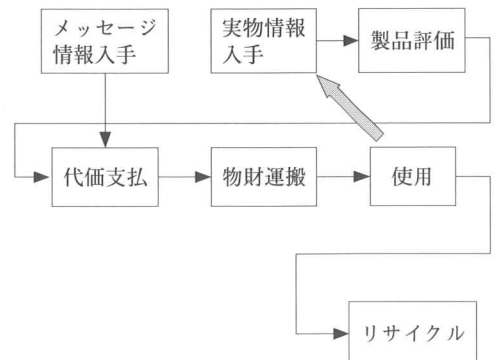 メッセージ
情報入手
実物情報
入手
製品評価
代価支払
物財運搬
使用
リサイクル